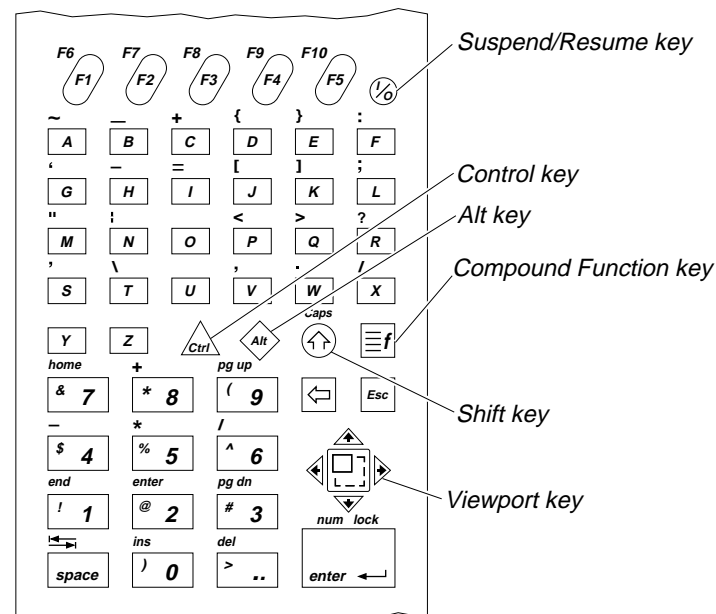 F6 F7 F8 F9 F10
F1 F2 F3 F4 F5 I/O
Suspend/Resume key
~ — + { } :
A B C D E F
‘ – = [ ] ;
G H I J K L
Control key
" ¦ < > ?
M N O P Q R
Alt key
’ \ , . /
S T U V W X
Compound Function key
Caps
Y Z Ctrl Alt f
home + pg up
& 7 * 8 ( 9 Esc
Shift key
– * /
$ 4 % 5 ^ 6
end enter pg dn
! 1 @ 2 # 3
Viewport key
num lock
ins del
space ) 0 > .. enter